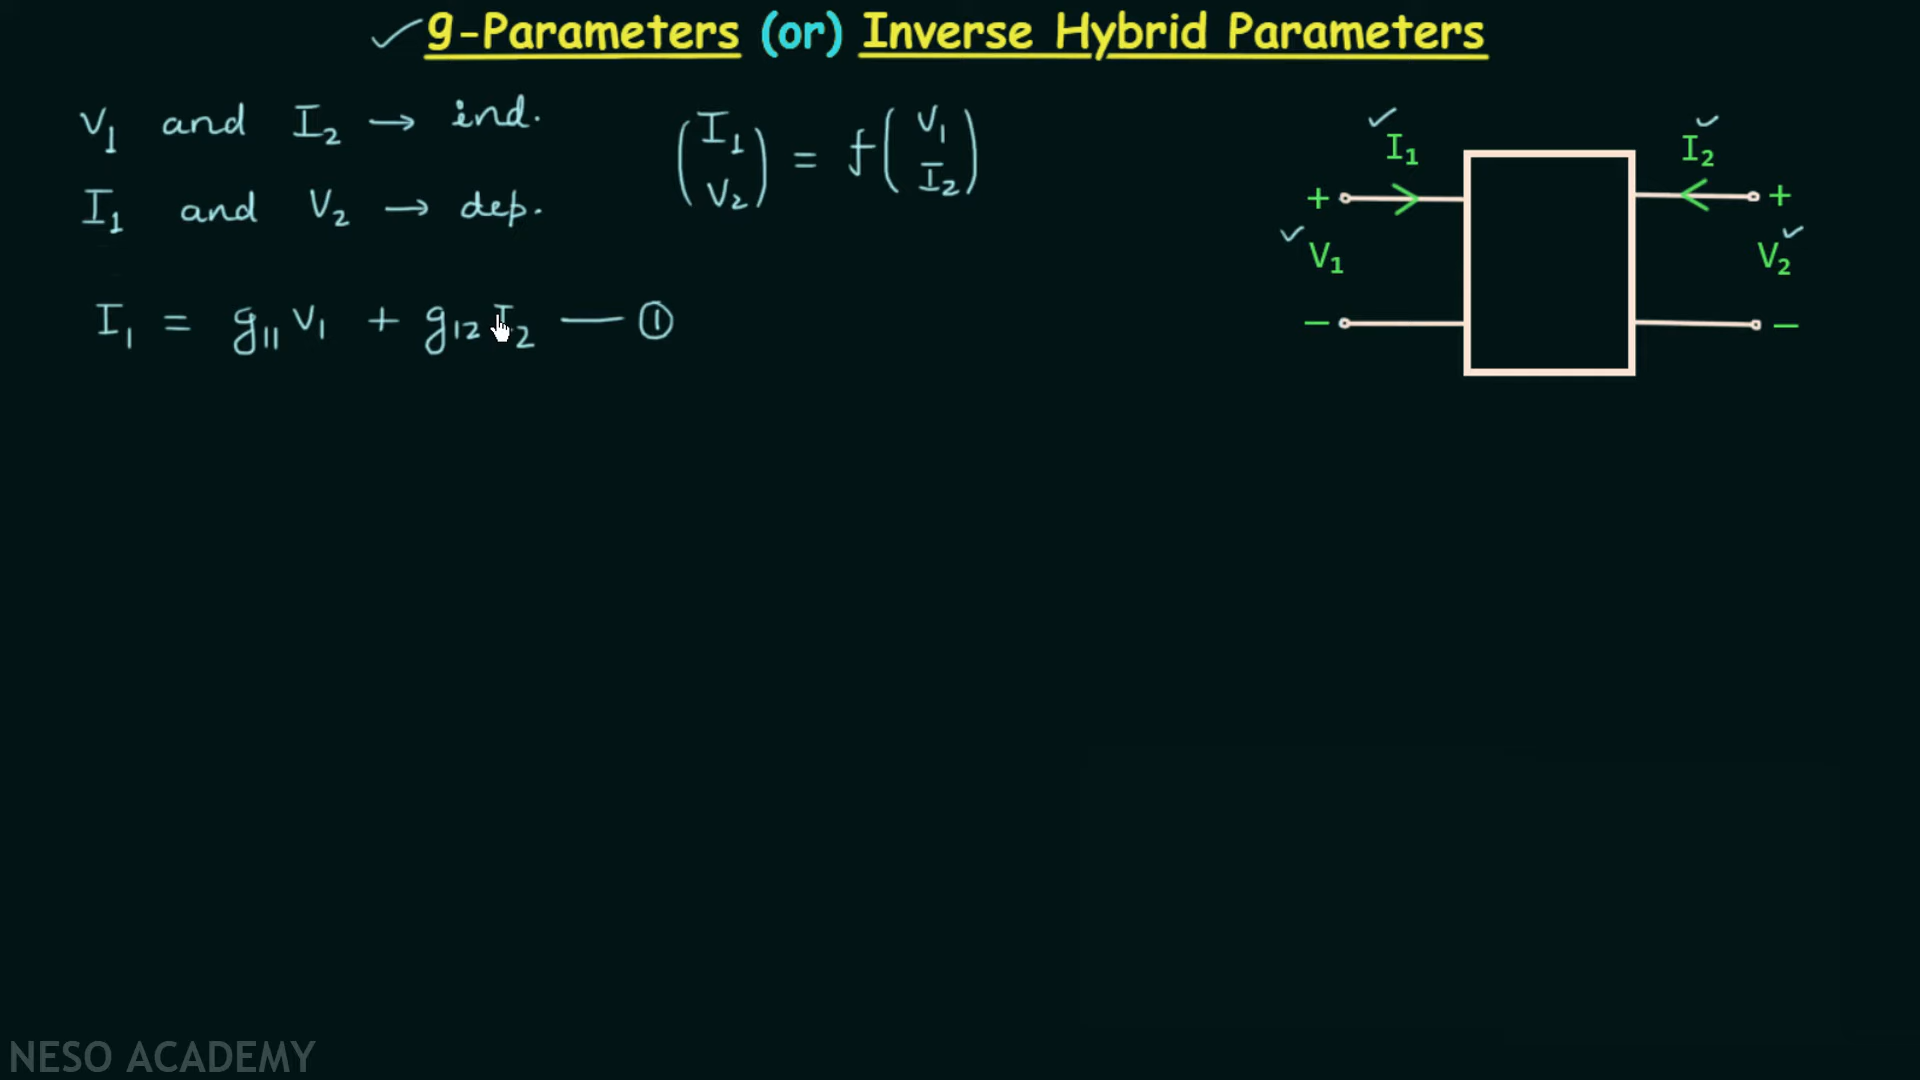 g-Parameters (or) Inverse Hybrid Parameters
V₁ and I₂ → ind.
I₁ and V₂ → dep.
(I₁ V₂) = f(V₁ I₂)
I₁ = g₁₁ V₁ + g₁₂ I₂ — ①
I₁
I₂
+
+
V₁
V₂
−
−
NESO ACADEMY